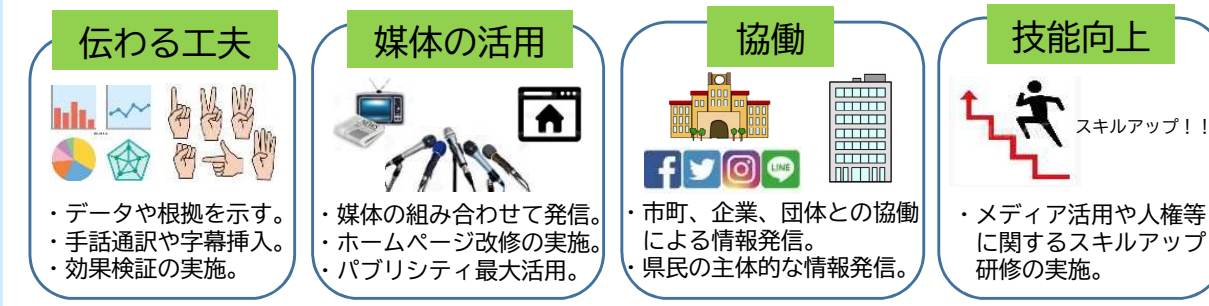 伝わる工夫
・データや根拠を示す。
・手話通訳や字幕挿入。
・効果検証の実施。
媒体の活用
・媒体の組み合わせて発信。
・ホームページ改修の実施。
・パブリシティ最大活用。
協働
LINE
・市町、企業、団体との協働
による情報発信。
・県民の主体的な情報発信。
技能向上
スキルアップ！！
・メディア活用や人権等
に関するスキルアップ
研修の実施。